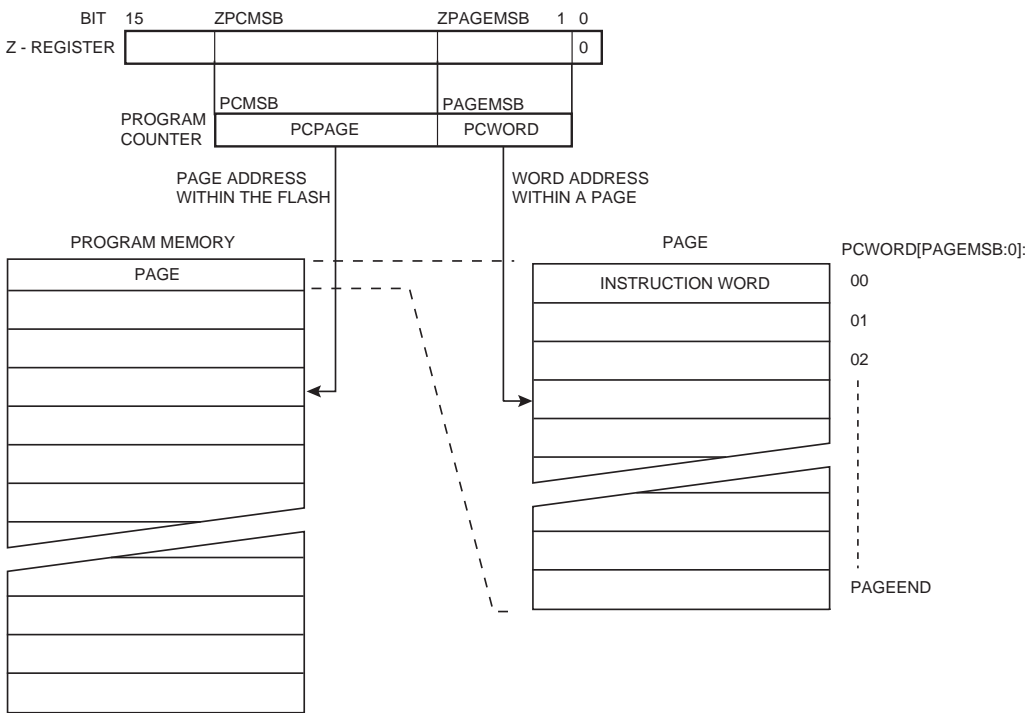 BIT 15 ZPCMSB ZPAGEMSB 1 0
Z - REGISTER 0
PCMSB PAGEMSB
PROGRAM
COUNTER
PCPAGE PCWORD
PAGE ADDRESS
WITHIN THE FLASH
WORD ADDRESS
WITHIN A PAGE
PROGRAM MEMORY
PAGE
PAGE
INSTRUCTION WORD
PCWORD[PAGEMSB:0]:
00
01
02
PAGEEND